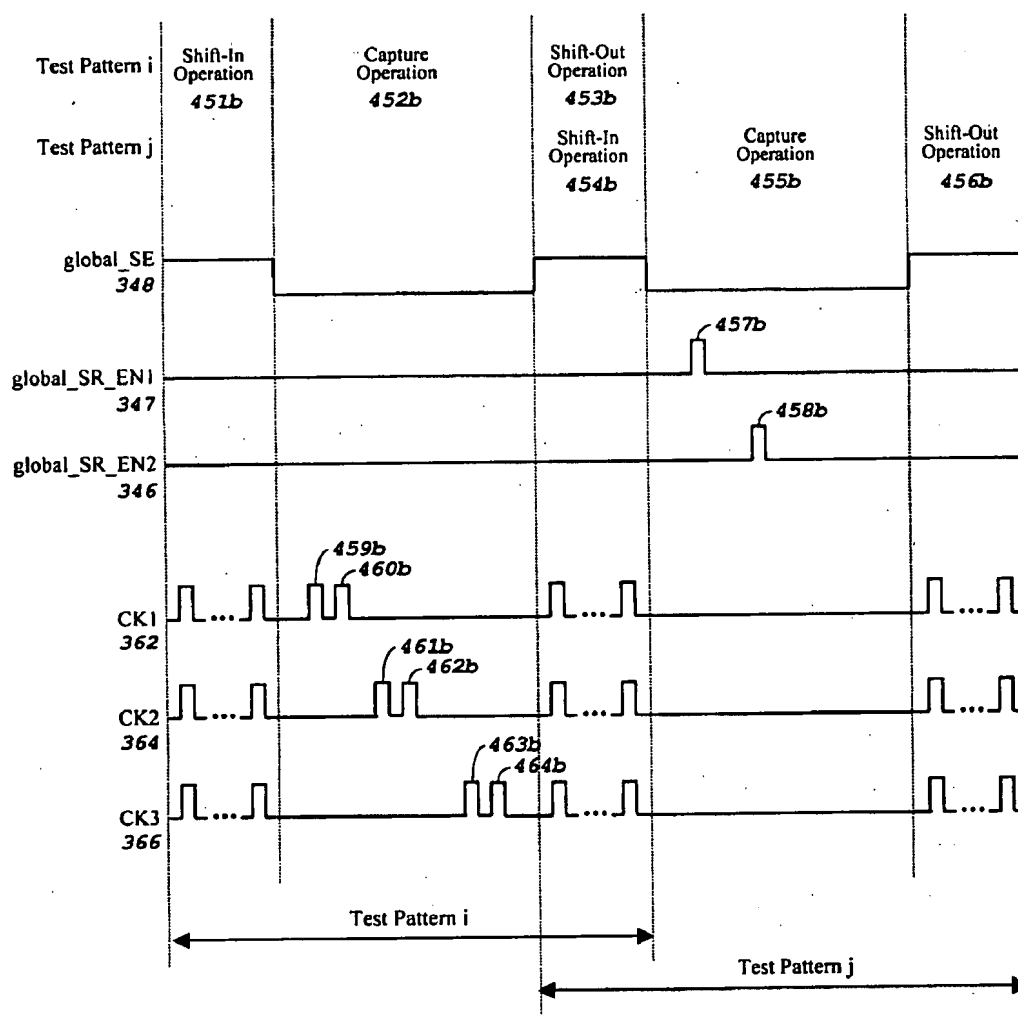 Test Pattern i
Shift-In
Operation
451b
Capture
Operation
452b
Shift-Out
Operation
453b
Test Pattern j
Shift-In
Operation
454b
Capture
Operation
455b
Shift-Out
Operation
456b
global_SE
348
457b
global_SR_EN1
347
458b
global_SR_EN2
346
459b
460b
CK1
362
461b
462b
CK2
364
463b
464b
CK3
366
Test Pattern i
Test Pattern j